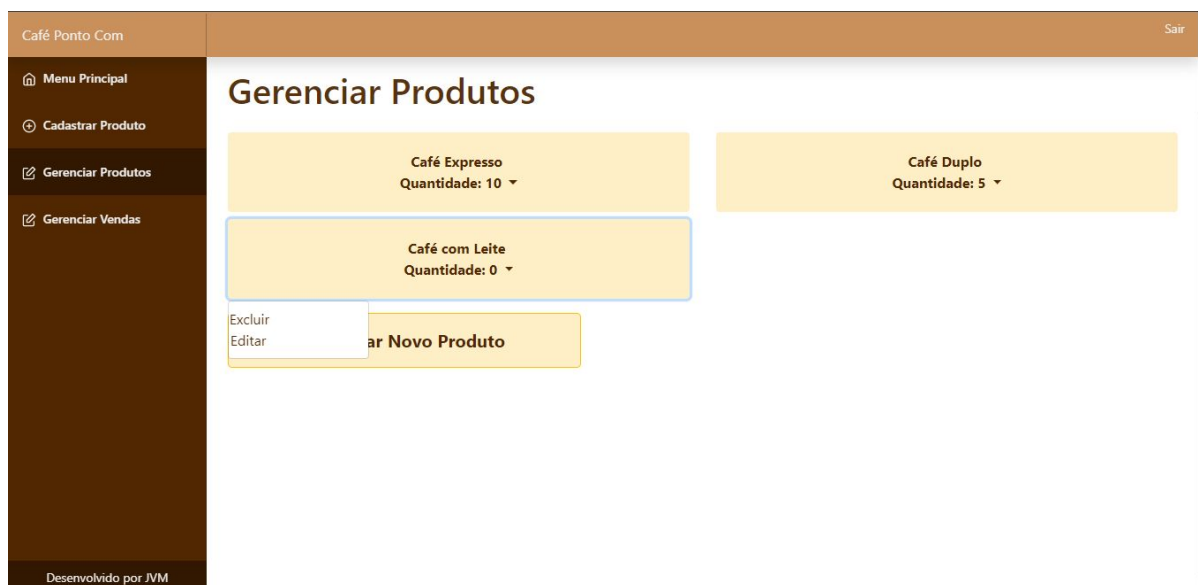 Café Ponto Com
Sair
Menu Principal
Cadastrar Produto
Gerenciar Produtos
Gerenciar Vendas
Gerenciar Produtos
Café Expresso
Quantidade: 10
Café Duplo
Quantidade: 5
Café com Leite
Quantidade: 0
Excluir
Editar
Novo Produto
Desenvolvido por JVM